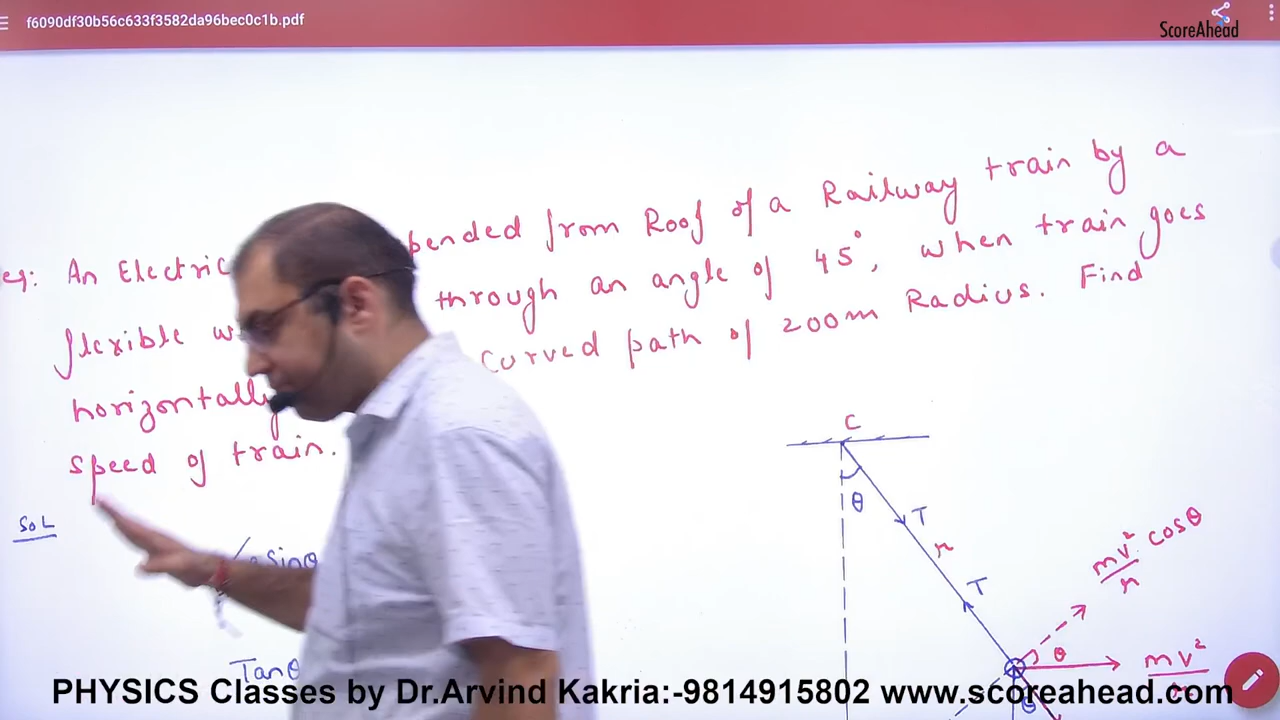 f6090df30b56c633f3582da96bec0c1b.pdf
ScoreAhead
eg: An Electric pended from Roof of a Railway train by a
flexible w through an angle of 45°, when train goes
horizontally Curved path of 200m Radius. Find
speed of train.
SOL
C
θ
T
r
T
mv²/r cosθ
sinθ
θ
Tanθ
mv²
θ
PHYSICS Classes by Dr.Arvind Kakria:-9814915802 www.scoreahead.com